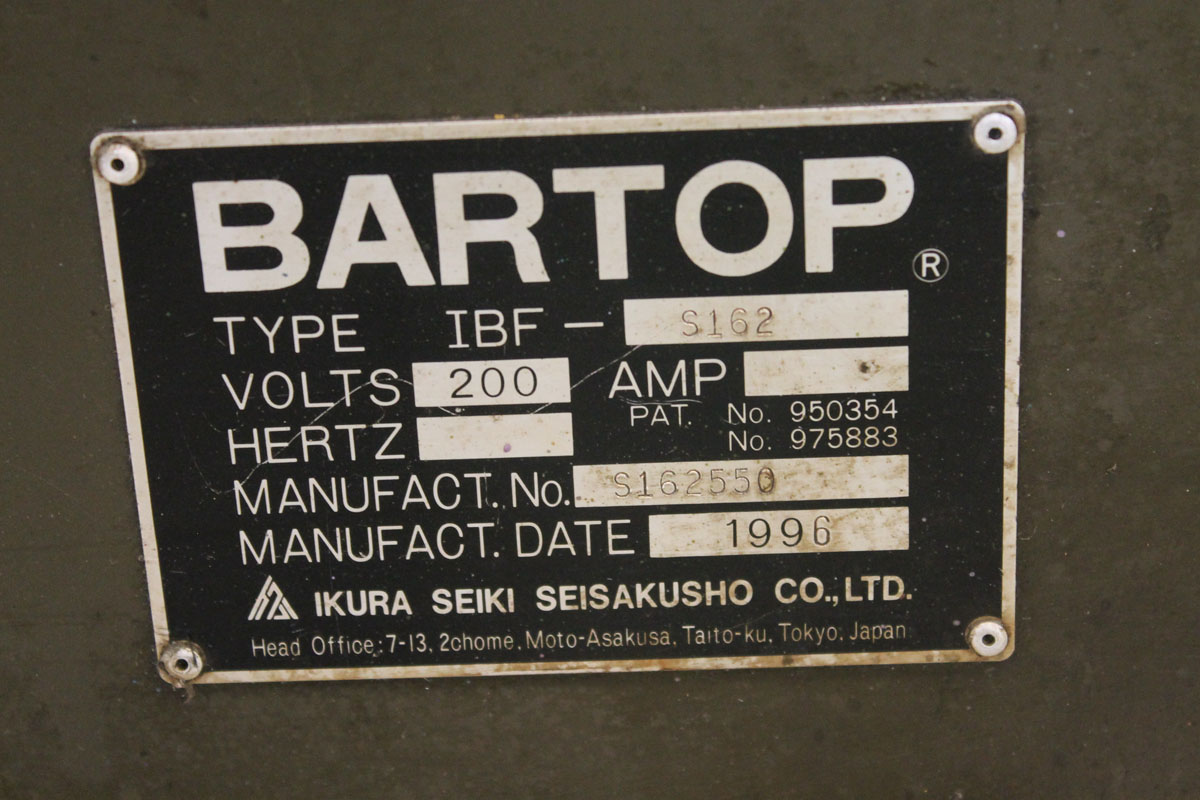 BARTOP ®
TYPE IBF - S162
VOLTS 200 AMP
PAT. No. 950354
HERTZ No. 975883
MANUFACT. No. S162550
MANUFACT. DATE 1996
IKURA SEIKI SEISAKUSHO CO., LTD.
Head Office: 7-13, 2chome, Moto-Asakusa, Taito-ku, Tokyo, Japan